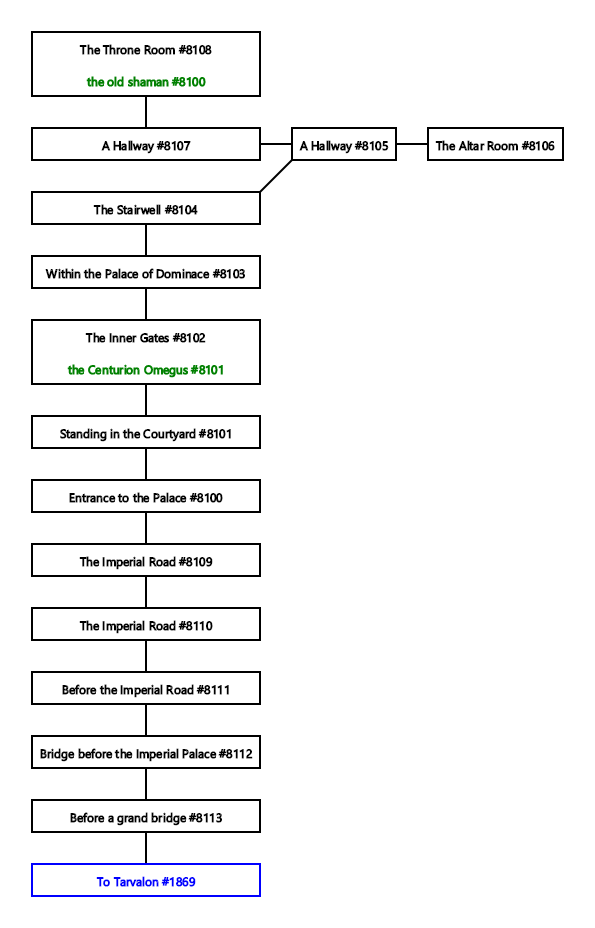 The Throne Room #8108
the old shaman #8100
A Hallway #8107
A Hallway #8105
The Altar Room #8106
The Stairwell #8104
Within the Palace of Dominace #8103
The Inner Gates #8102
the Centurion Omegus #8101
Standing in the Courtyard #8101
Entrance to the Palace #8100
The Imperial Road #8109
The Imperial Road #8110
Before the Imperial Road #8111
Bridge before the Imperial Palace #8112
Before a grand bridge #8113
To Tarvalon #1869